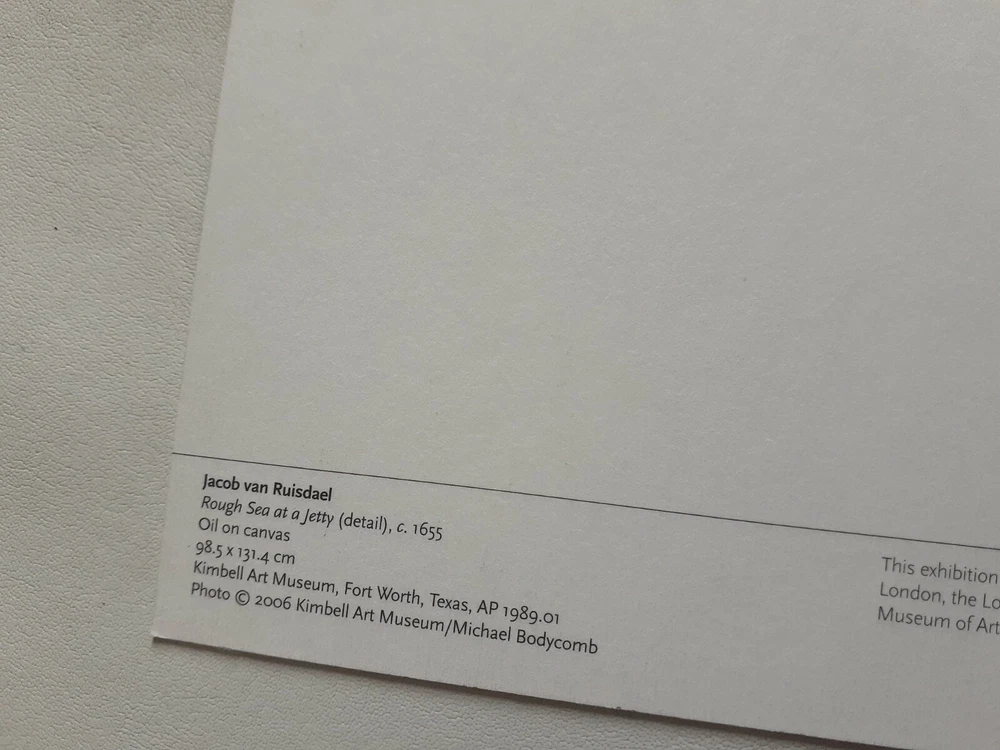 Jacob van Ruisdael
Rough Sea at a Jetty (detail), c. 1655
Oil on canvas
98.5 x 131.4 cm
Kimbell Art Museum, Fort Worth, Texas, AP 1989.01
Photo © 2006 Kimbell Art Museum/Michael Bodycomb
This exhibition
London, the Lo
Museum of Art